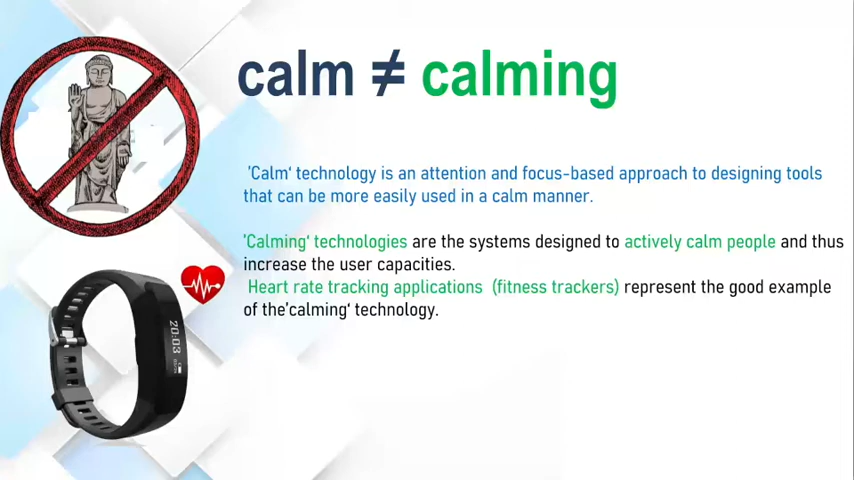 calm ≠ calming
'Calm' technology is an attention and focus-based approach to designing tools
that can be more easily used in a calm manner.
'Calming' technologies are the systems designed to actively calm people and thus
increase the user capacities.
Heart rate tracking applications (fitness trackers) represent the good example
of the'calming' technology.
20:03